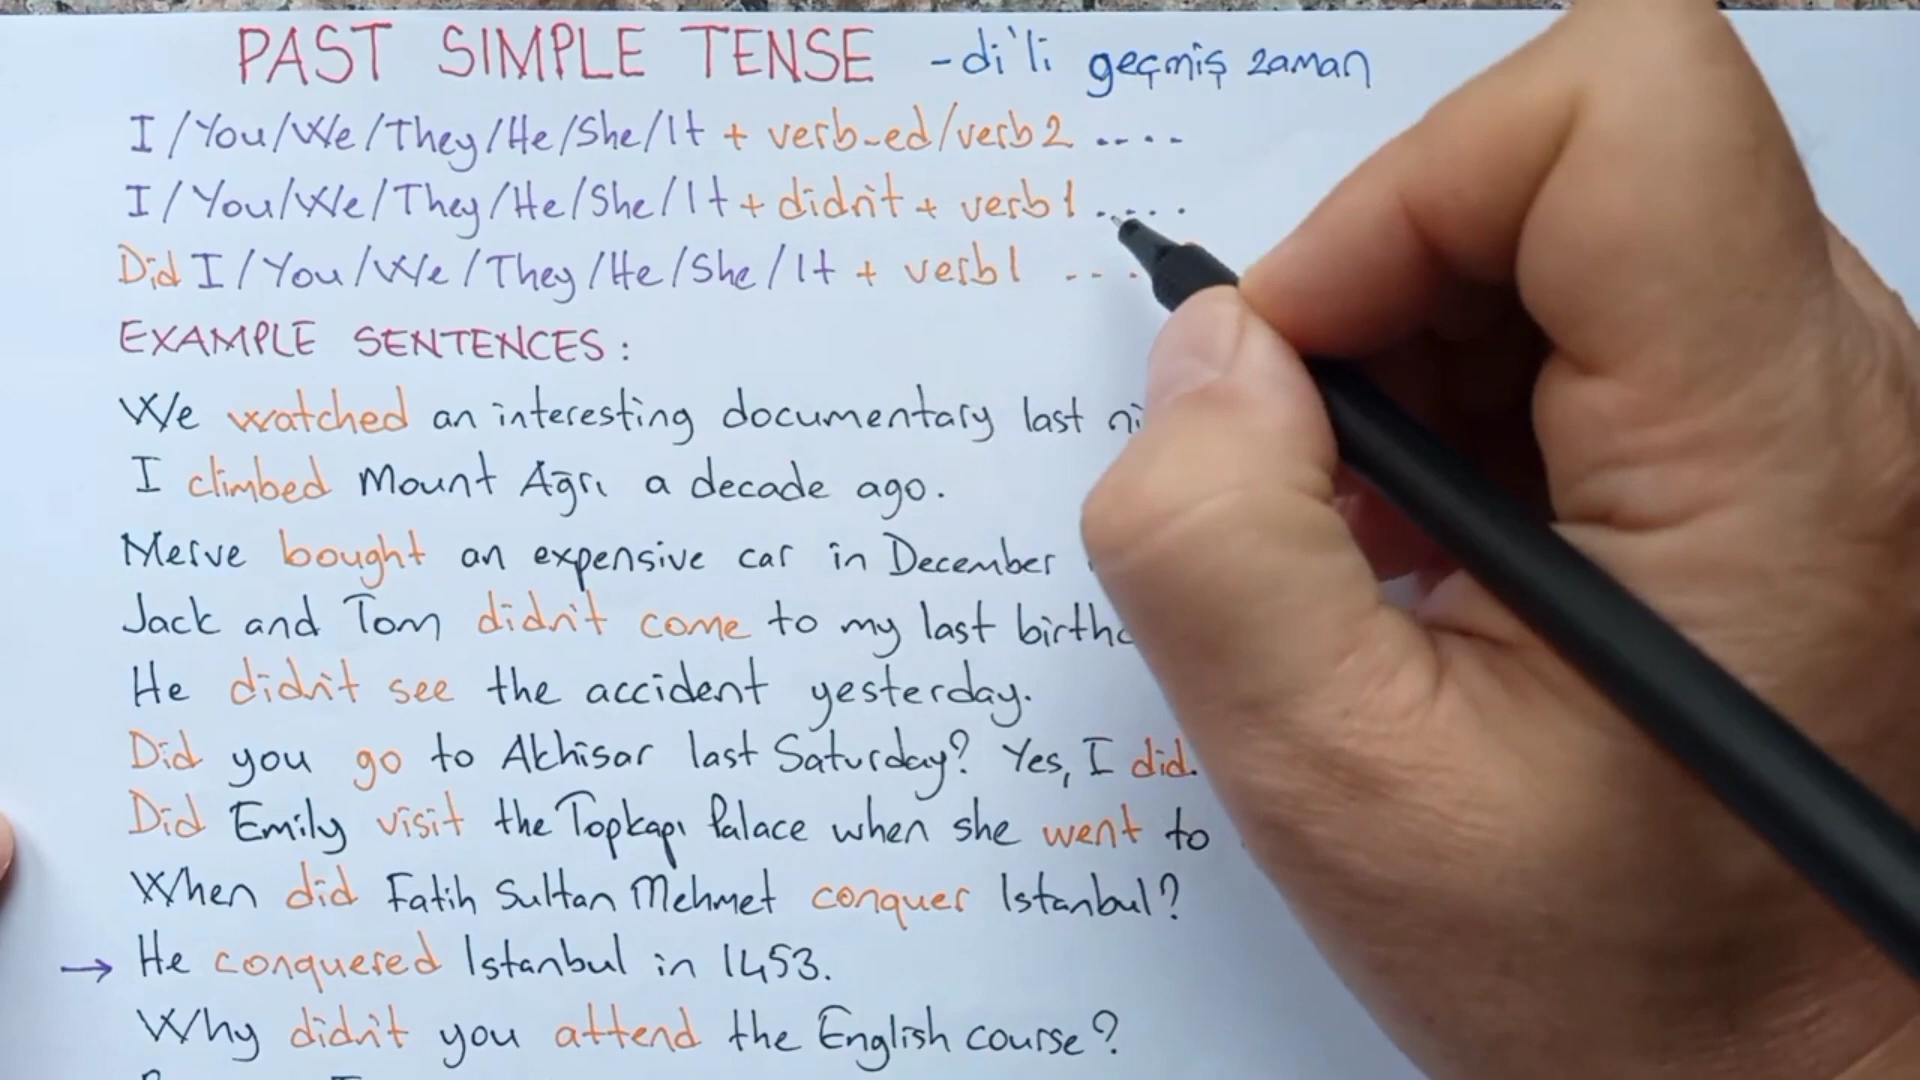 PAST SIMPLE TENSE -di'li geçmiş zaman
I/You/We/They/He/She/It + verb-ed/verb2 ....
I/You/We/They/He/She/It + didn't + verb1 ....
Did I/You/We/They/He/She/It + verb1 ...
EXAMPLE SENTENCES:
We watched an interesting documentary last ni
I climbed Mount Ağrı a decade ago.
Merve bought an expensive car in December
Jack and Tom didn't come to my last birthd
He didn't see the accident yesterday.
Did you go to Akhisar last Saturday? Yes, I did.
Did Emily visit the Topkapı Palace when she went to
When did Fatih Sultan Mehmet conquer Istanbul?
→ He conquered Istanbul in 1453.
Why didn't you attend the English course?